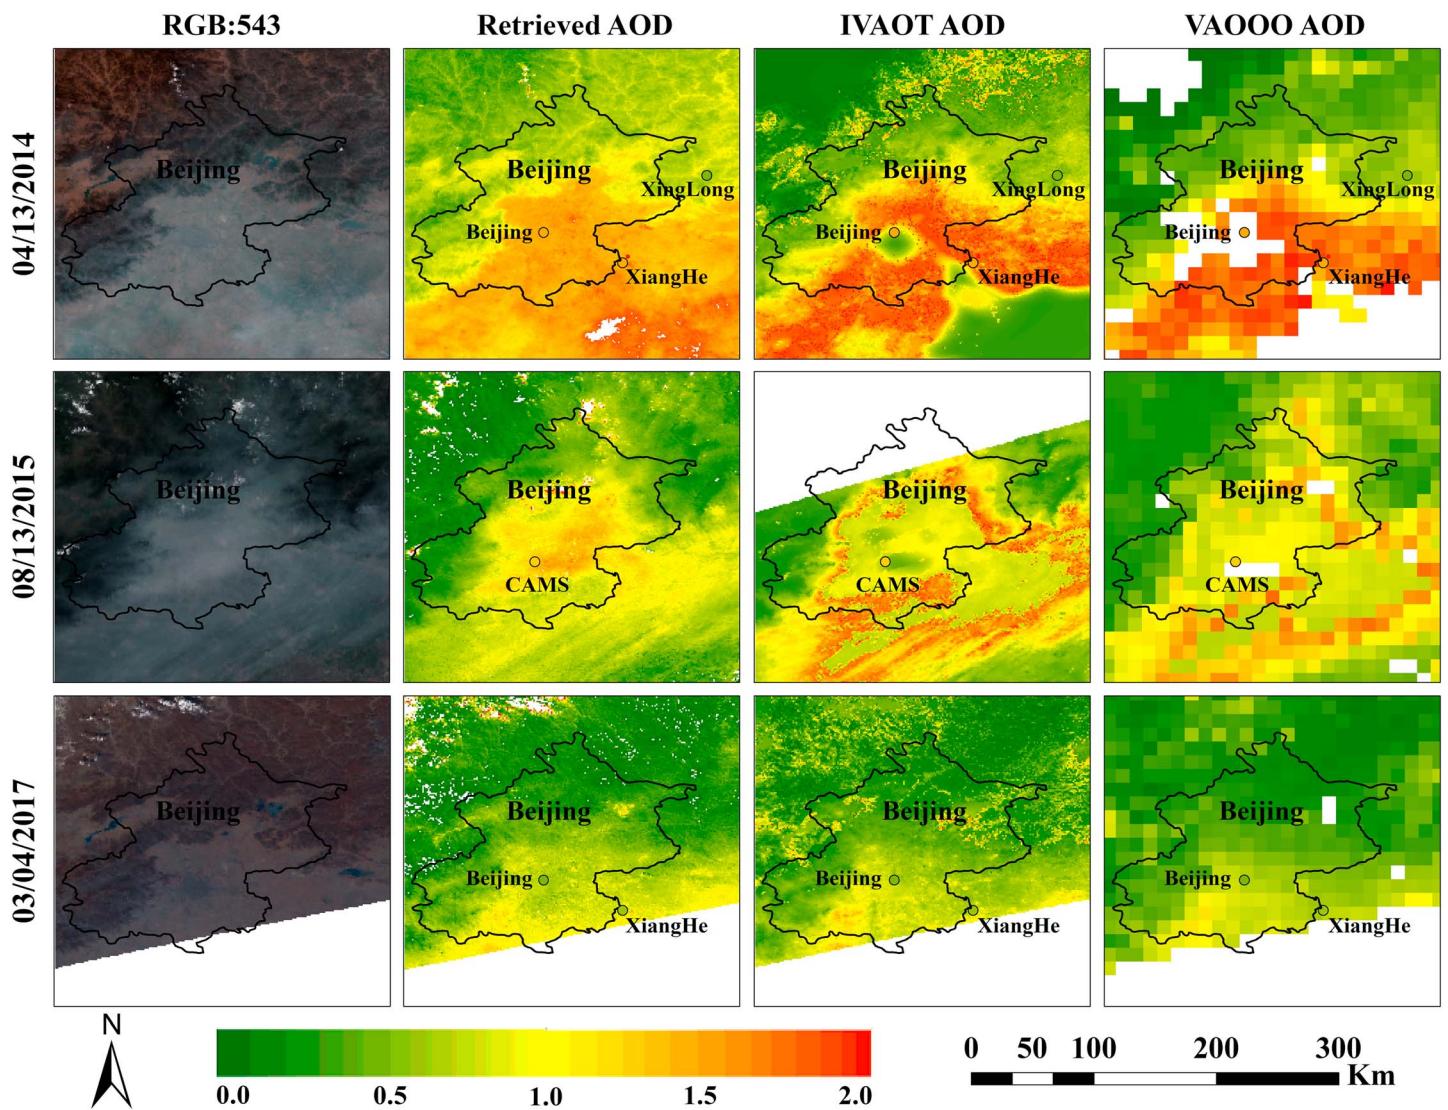 RGB:543 Retrieved AOD IVAOT AOD VAOOO AOD
04/13/2014
Beijing Beijing Beijing Beijing
XingLong XingLong XingLong
Beijing Beijing Beijing
XiangHe XiangHe XiangHe
08/13/2015
Beijing Beijing Beijing Beijing
CAMS CAMS CAMS
03/04/2017
Beijing Beijing Beijing Beijing
Beijing Beijing Beijing
XiangHe XiangHe XiangHe
N
0.0 0.5 1.0 1.5 2.0
0 50 100 200 300
Km